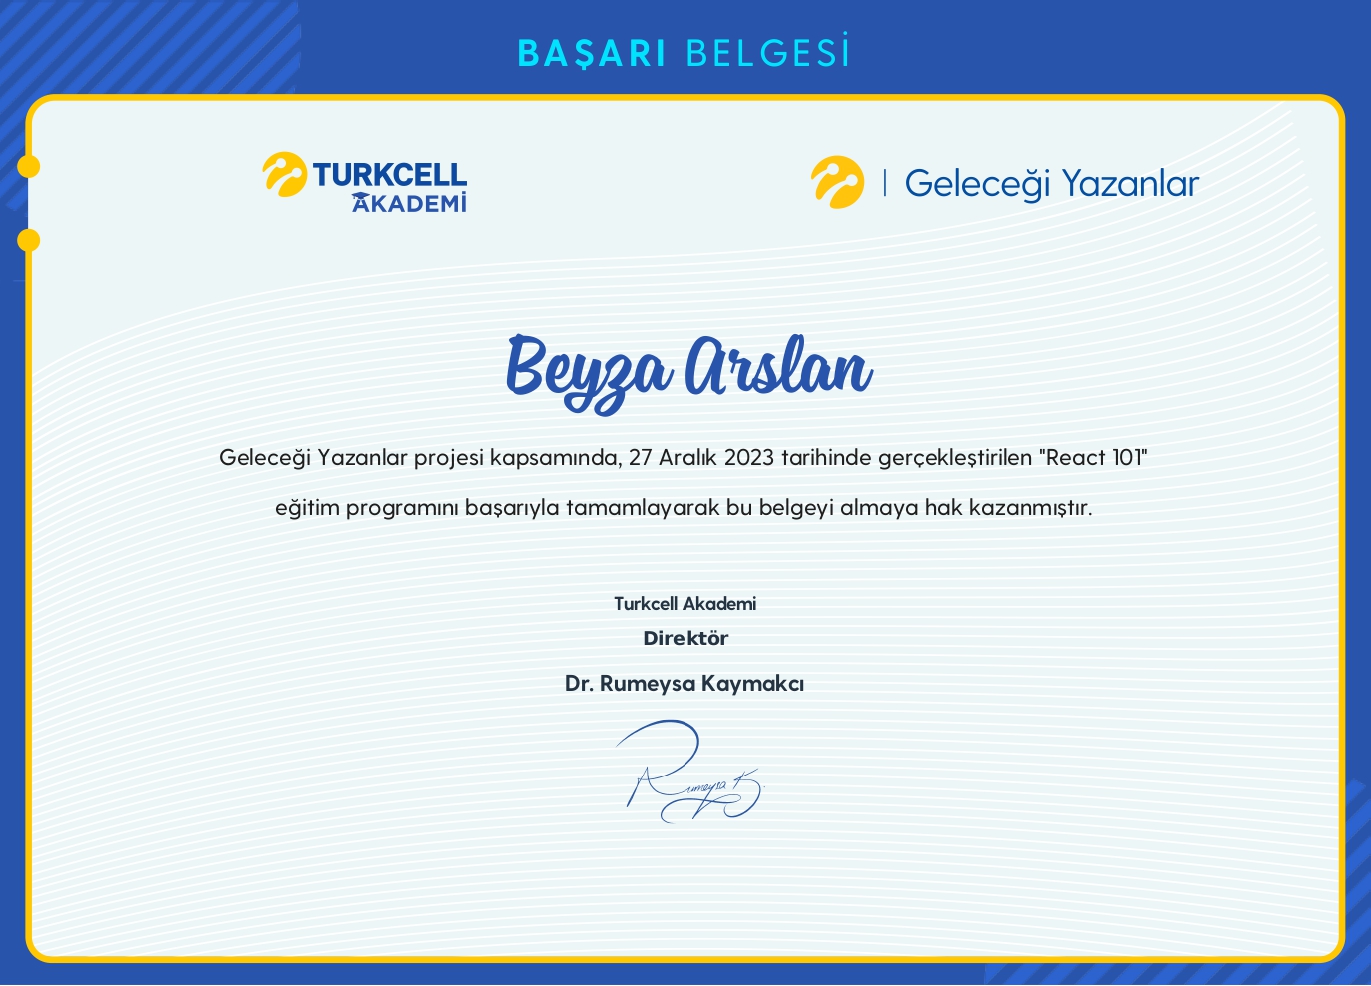 BAŞARI BELGESİ
TURKCELL
AKADEMİ
Geleceği Yazanlar
Beyza Arslan
Geleceği Yazanlar projesi kapsamında, 27 Aralık 2023 tarihinde gerçekleştirilen "React 101"
eğitim programını başarıyla tamamlayarak bu belgeyi almaya hak kazanmıştır.
Turkcell Akademi
Direktör
Dr. Rumeysa Kaymakcı
Rumeysa K.